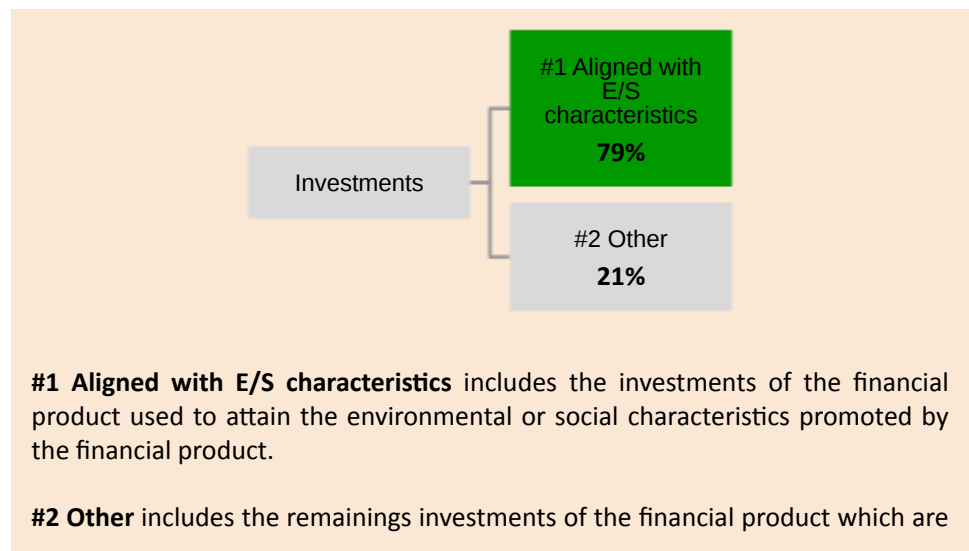 #1 Aligned with
E/S
characteristics
79%
Investments
#2 Other
21%
#1 Aligned with E/S characteristics includes the investments of the financial
product used to attain the environmental or social characteristics promoted by
the financial product.
#2 Other includes the remainings investments of the financial product which are